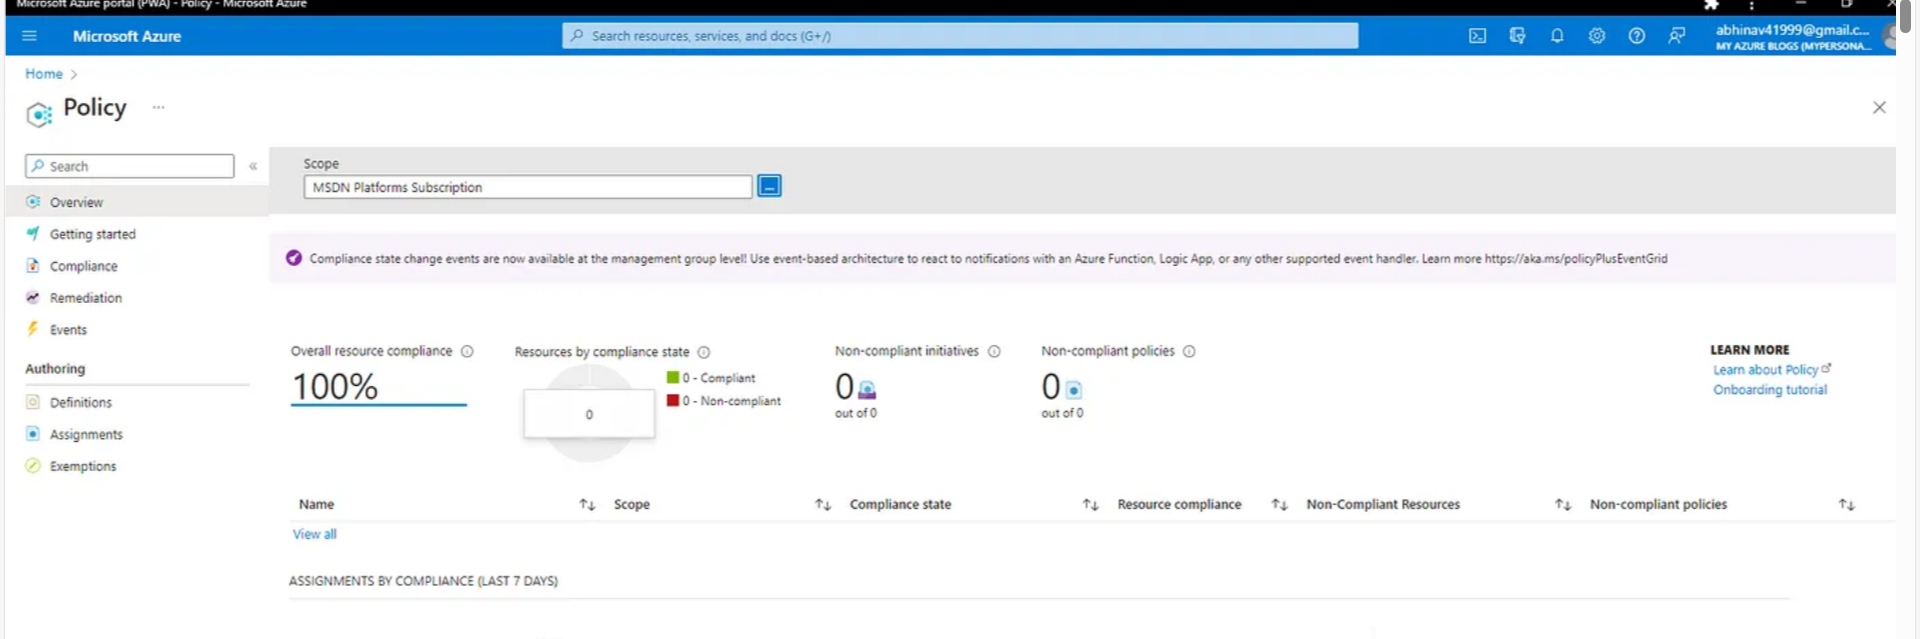 Microsoft Azure portal (PWA) - Policy - Microsoft Azure
Microsoft Azure
Search resources, services, and docs (G+/)
abhinav41999@gmail.c...
MY AZURE BLOGS (MYPERSONA...
Home >
Policy ...
Search «
Overview
Getting started
Compliance
Remediation
Events
Authoring
Definitions
Assignments
Exemptions
Scope
MSDN Platforms Subscription
...
Compliance state change events are now available at the management group level! Use event-based architecture to react to notifications with an Azure Function, Logic App, or any other supported event handler. Learn more https://aka.ms/policyPlusEventGrid
Overall resource compliance
100%
Resources by compliance state
0
0 - Compliant
0 - Non-compliant
Non-compliant initiatives
0
out of 0
Non-compliant policies
0
out of 0
LEARN MORE
Learn about Policy
Onboarding tutorial
Name Scope Compliance state Resource compliance Non-Compliant Resources Non-compliant policies
View all
ASSIGNMENTS BY COMPLIANCE (LAST 7 DAYS)